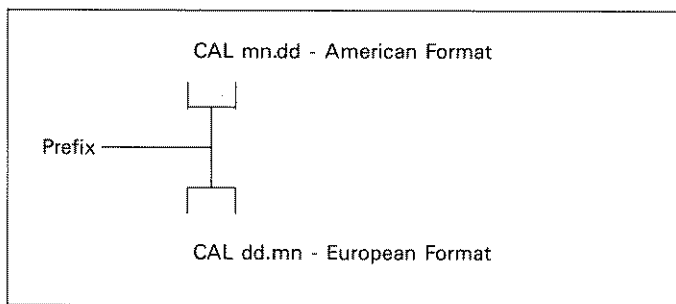 CAL mn.dd - American Format
Prefix
CAL dd.mn - European Format